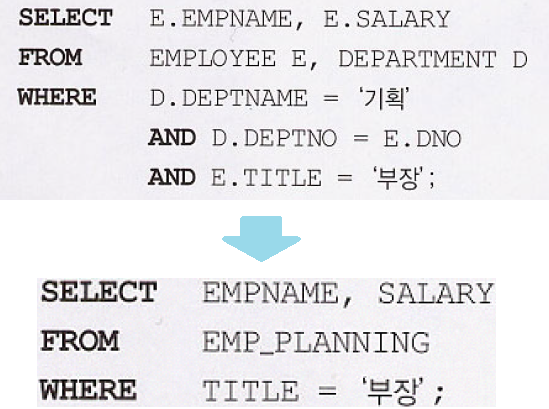 SELECT E.EMPNAME, E.SALARY
FROM EMPLOYEE E, DEPARTMENT D
WHERE D.DEPTNAME = '기획'
AND D.DEPTNO = E.DNO
AND E.TITLE = '부장';
SELECT EMPNAME, SALARY
FROM EMP_PLANNING
WHERE TITLE = '부장';